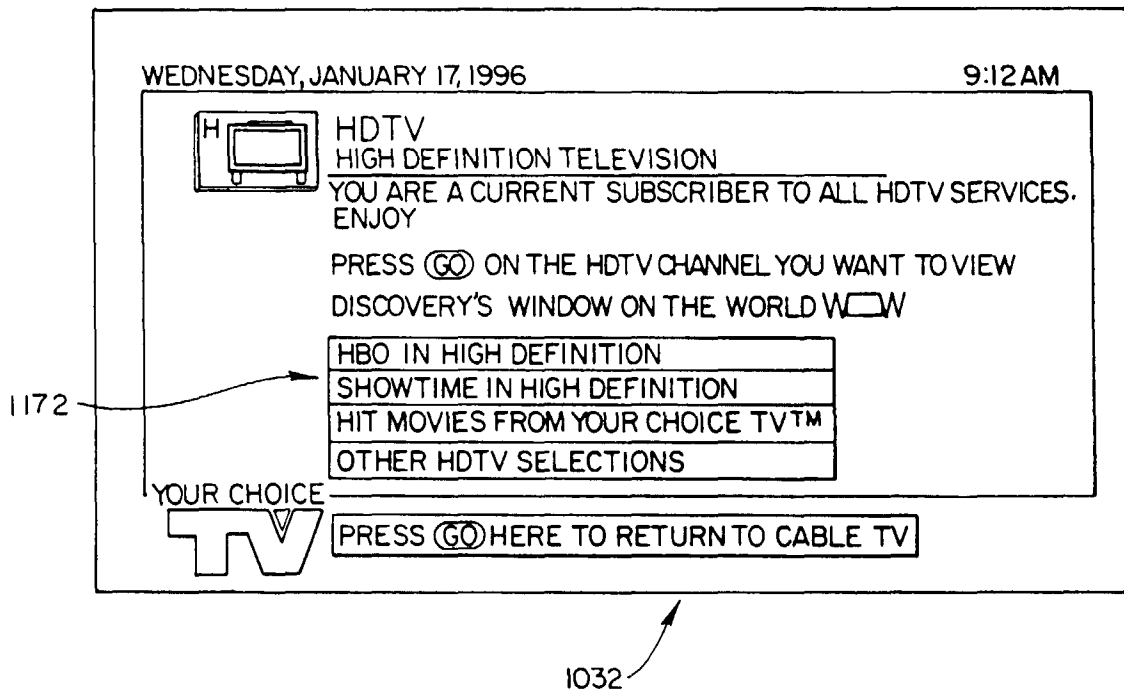 WEDNESDAY, JANUARY 17, 1996 9:12 AM
H
HDTV
HIGH DEFINITION TELEVISION
YOU ARE A CURRENT SUBSCRIBER TO ALL HDTV SERVICES.
ENJOY
PRESS GO ON THE HDTV CHANNEL YOU WANT TO VIEW
DISCOVERY'S WINDOW ON THE WORLD WOW
HBO IN HIGH DEFINITION
SHOWTIME IN HIGH DEFINITION
1172
HIT MOVIES FROM YOUR CHOICE TV™
OTHER HDTV SELECTIONS
YOUR CHOICE
TV
PRESS GO HERE TO RETURN TO CABLE TV
1032